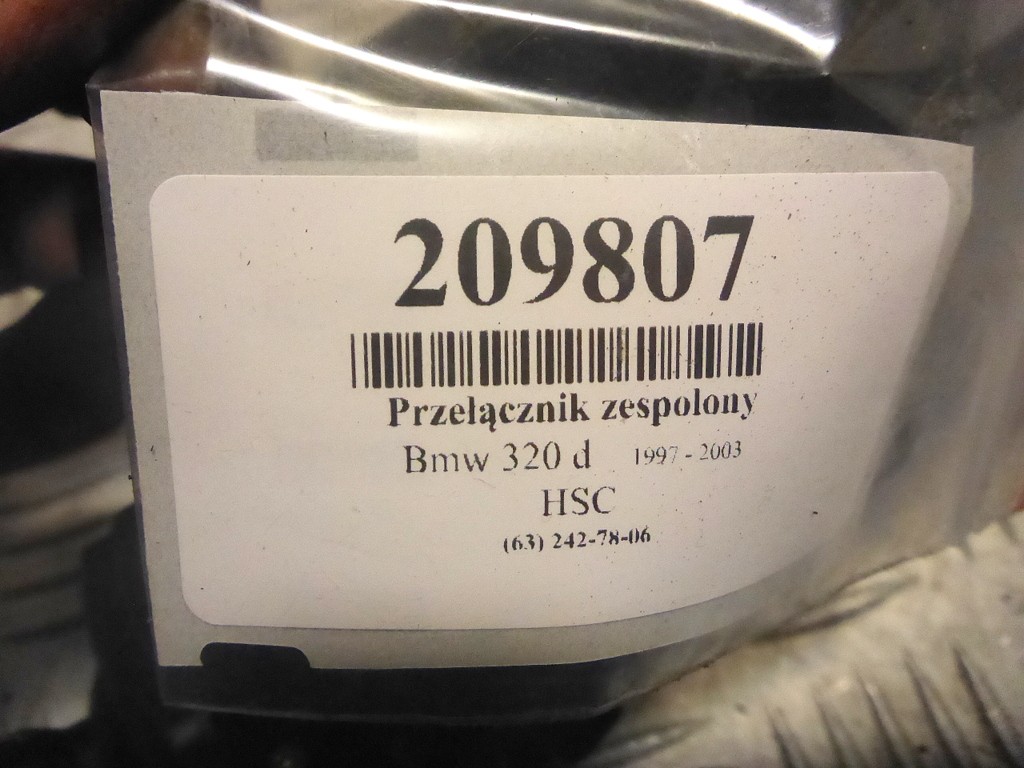 209807
Przełącznik zespolony
Bmw 320 d 1997 - 2003
HSC
(63) 242-78-06